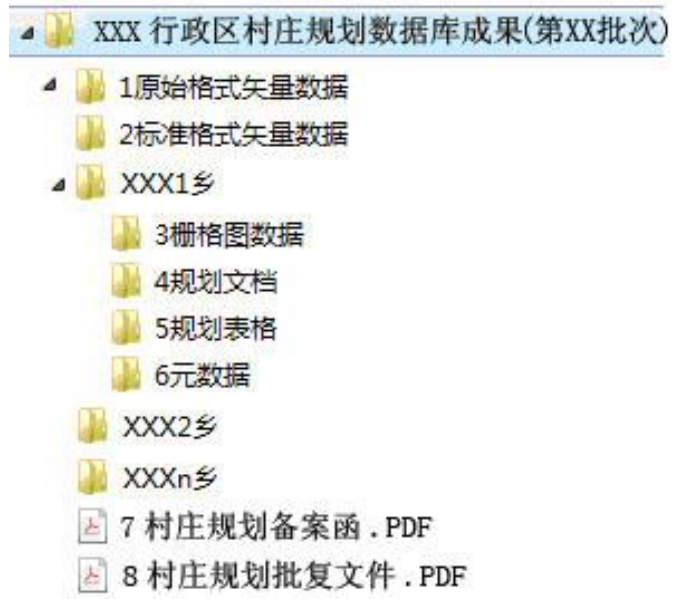 XXX 行政区村庄规划数据库成果(第XX批次)
1原始格式矢量数据
2标准格式矢量数据
XXX1乡
3栅格图数据
4规划文档
5规划表格
6元数据
XXX2乡
XXXn乡
7 村庄规划备案函.PDF
8 村庄规划批复文件.PDF